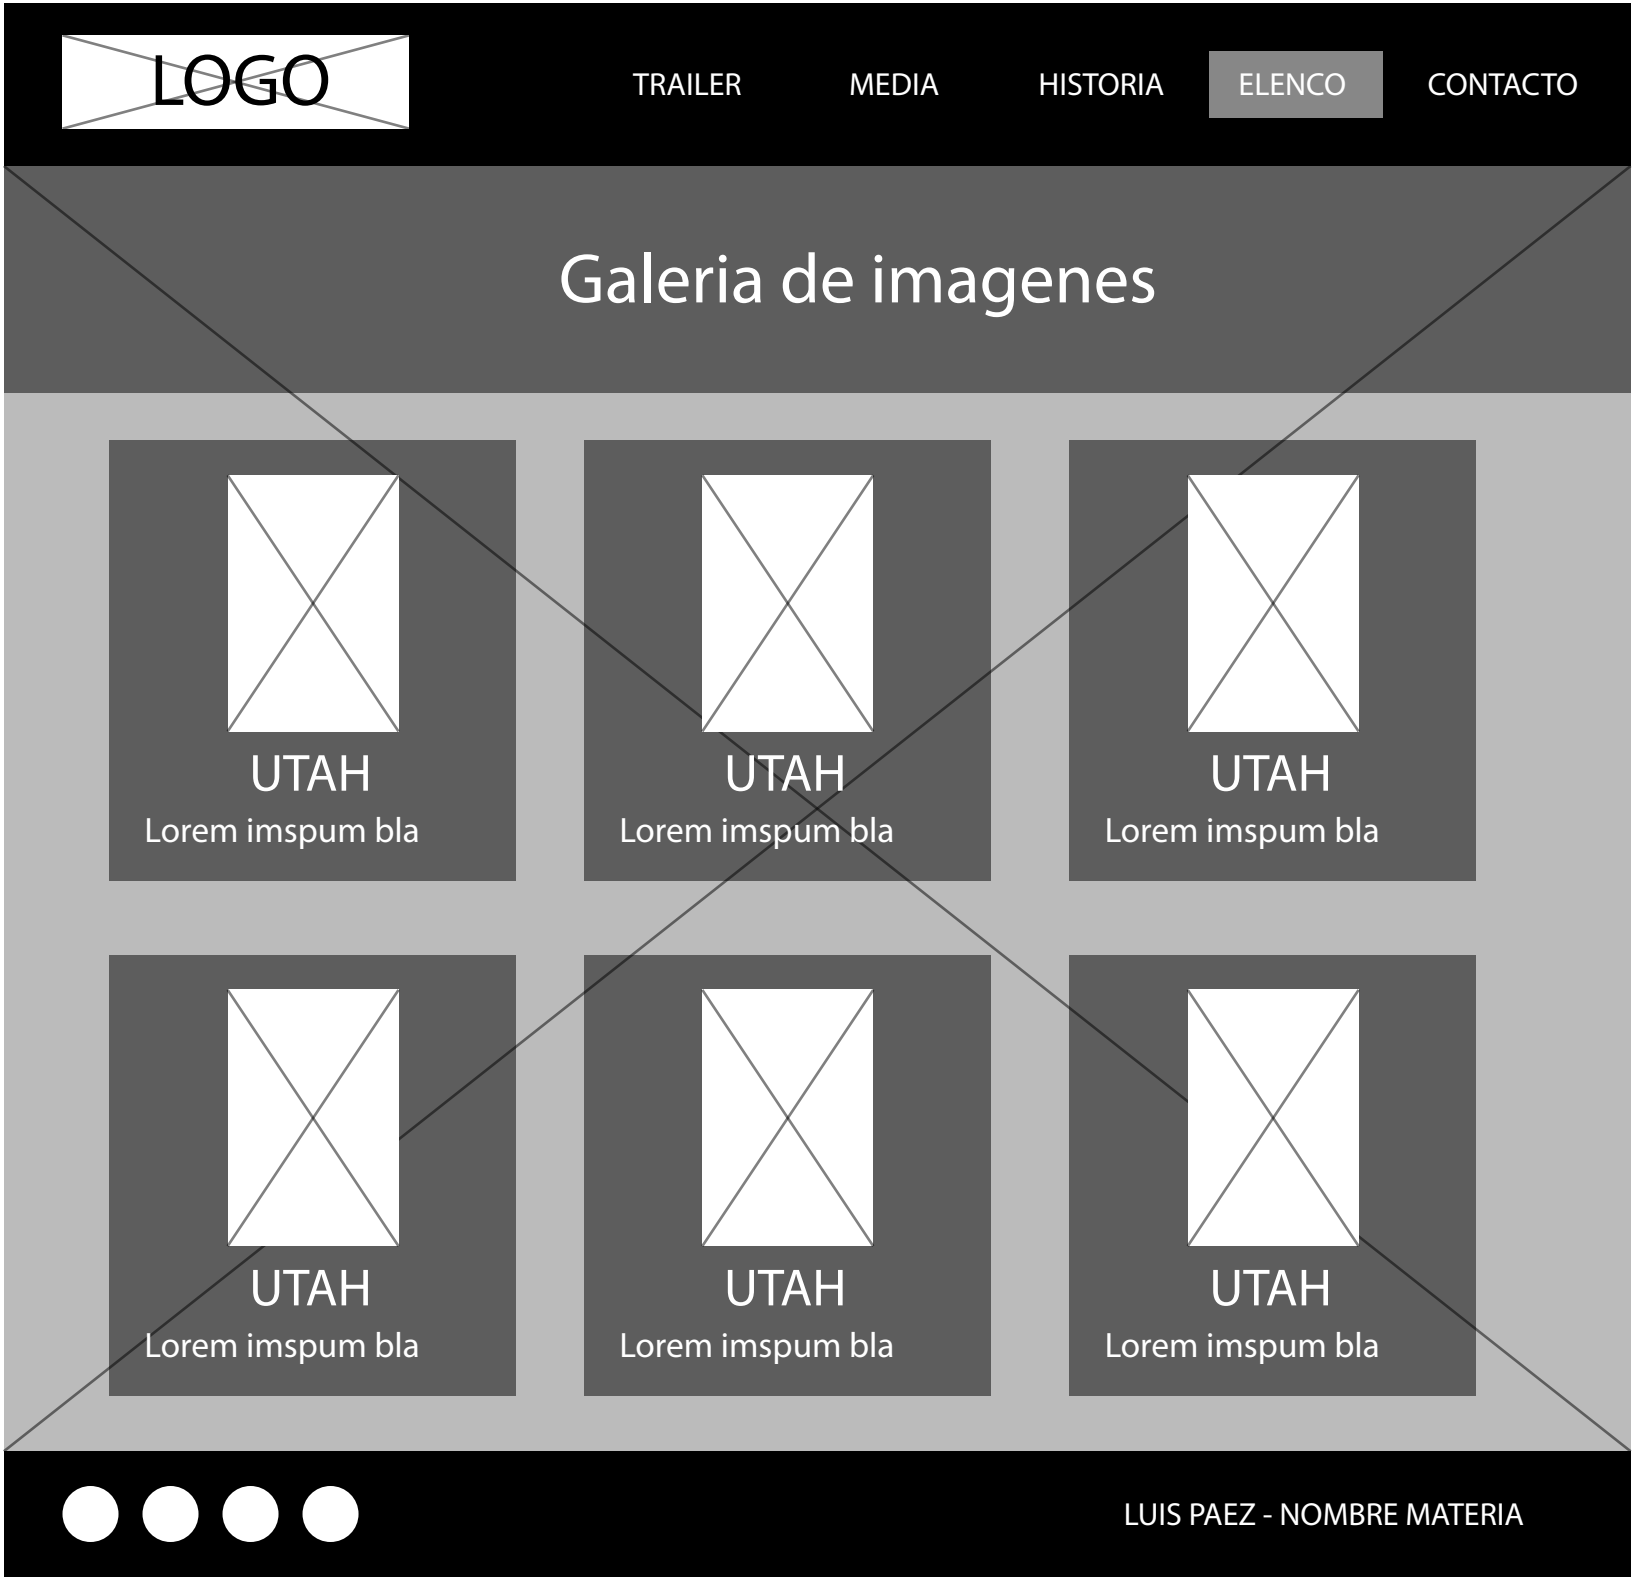 LOGO
TRAILER MEDIA HISTORIA ELENCO CONTACTO
Galeria de imagenes
UTAH UTAH UTAH
Lorem imspum bla Lorem imspum bla Lorem imspum bla
UTAH UTAH UTAH
Lorem imspum bla Lorem imspum bla Lorem imspum bla
LUIS PAEZ - NOMBRE MATERIA